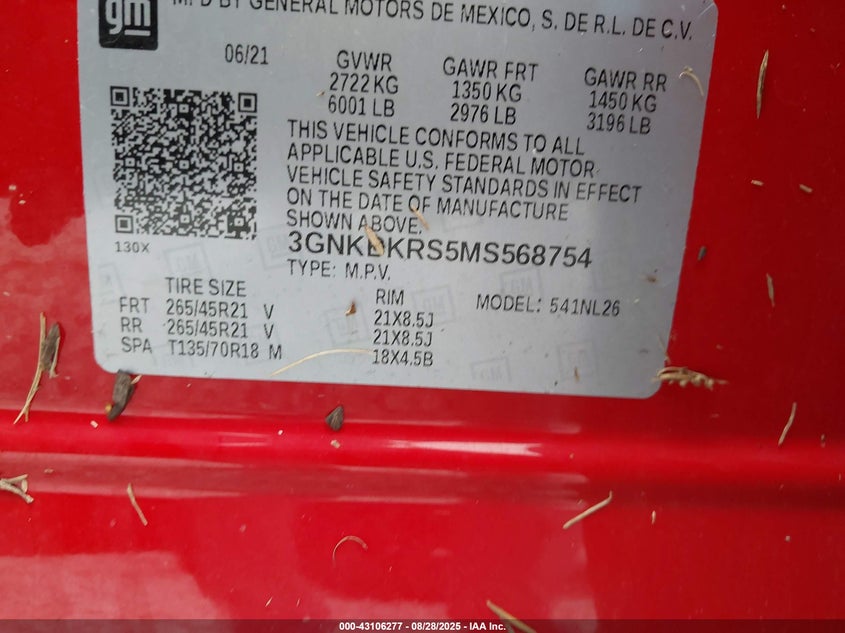 gm
MFD BY GENERAL MOTORS DE MEXICO, S. DE R.L. DE C.V.
06/21
GVWR
2722 KG
6001 LB
GAWR FRT
1350 KG
2976 LB
GAWR RR
1450 KG
3196 LB
THIS VEHICLE CONFORMS TO ALL
APPLICABLE U.S. FEDERAL MOTOR
VEHICLE SAFETY STANDARDS IN EFFECT
ON THE DATE OF MANUFACTURE
SHOWN ABOVE.
130X
3GNKDKRS5MS568754
TYPE: M.P.V.
TIRE SIZE
RIM
MODEL: 541NL26
FRT 265/45R21 V 21X8.5J
RR 265/45R21 V 21X8.5J
SPA T135/70R18 M 18X4.5B
000-43106277 - 08/28/2025 - IAA Inc.